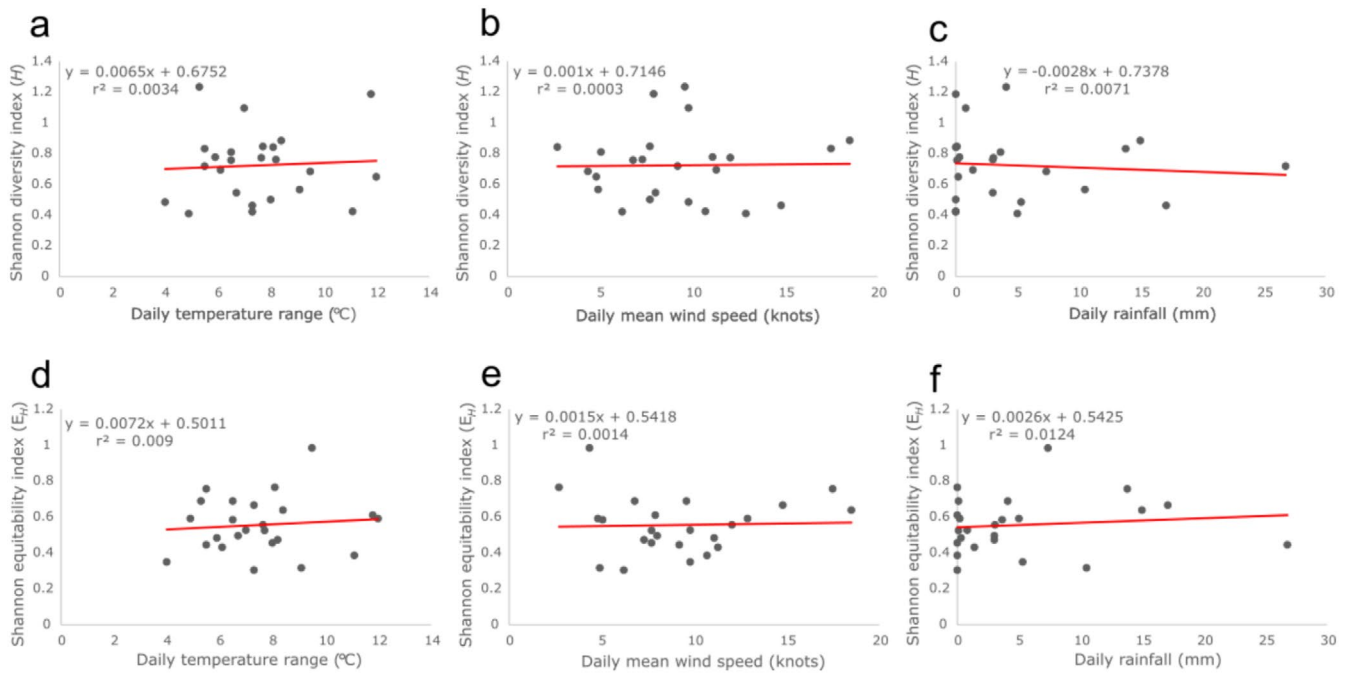 a
y = 0.0065x + 0.6752
r² = 0.0034
Shannon diversity index (H)
1.4
1.2
1
0.8
0.6
0.4
0.2
0
0 2 4 6 8 10 12 14
Daily temperature range (ºC)
b
y = 0.001x + 0.7146
r² = 0.0003
Shannon diversity index (H)
1.4
1.2
1
0.8
0.6
0.4
0.2
0
0 5 10 15 20
Daily mean wind speed (knots)
c
y = -0.0028x + 0.7378
r² = 0.0071
Shannon diversity index (H)
1.4
1.2
1
0.8
0.6
0.4
0.2
0
0 5 10 15 20 25 30
Daily rainfall (mm)
d
y = 0.0072x + 0.5011
r² = 0.009
Shannon equitability index (EH)
1.2
1
0.8
0.6
0.4
0.2
0
0 2 4 6 8 10 12 14
Daily temperature range (ºC)
e
y = 0.0015x + 0.5418
r² = 0.0014
Shannon equitability index (EH)
1.2
1
0.8
0.6
0.4
0.2
0
0 5 10 15 20
Daily mean wind speed (knots)
f
y = 0.0026x + 0.5425
r² = 0.0124
Shannon equitability index (EH)
1.2
1
0.8
0.6
0.4
0.2
0
0 5 10 15 20 25 30
Daily rainfall (mm)